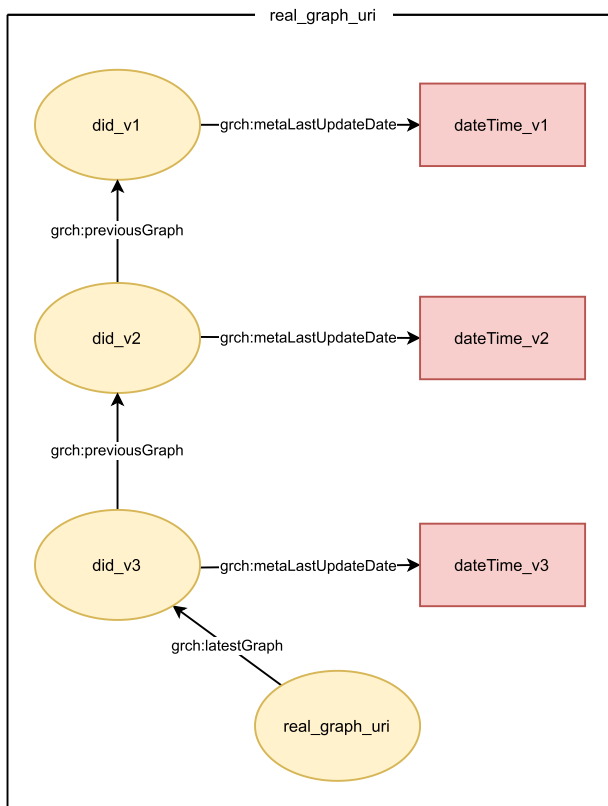 real_graph_uri
did_v1
grch:metaLastUpdateDate
dateTime_v1
grch:previousGraph
did_v2
grch:metaLastUpdateDate
dateTime_v2
grch:previousGraph
did_v3
grch:metaLastUpdateDate
dateTime_v3
grch:latestGraph
real_graph_uri